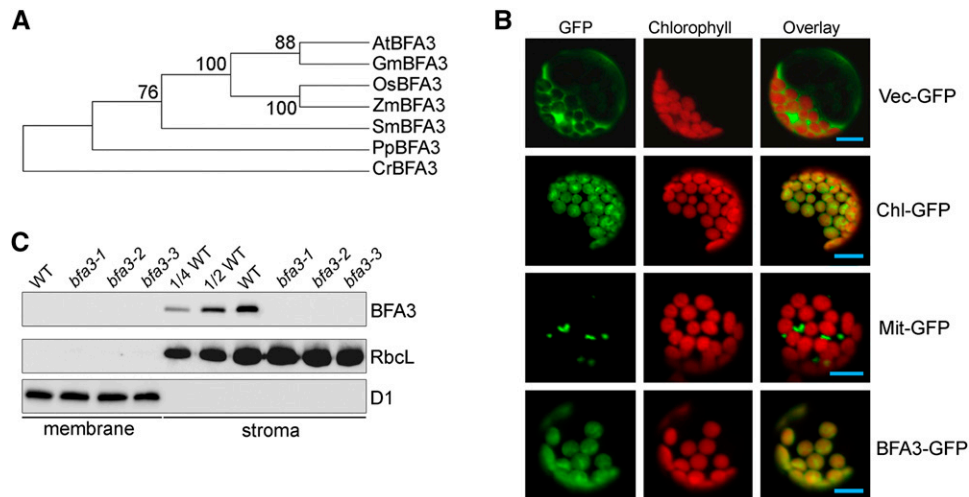 A
88
100
76
100
AtBFA3
GmBFA3
OsBFA3
ZmBFA3
SmBFA3
PpBFA3
CrBFA3
B
GFP Chlorophyll Overlay
Vec-GFP
Chl-GFP
Mit-GFP
BFA3-GFP
C
WT bfa3-1 bfa3-2 bfa3-3 1/4 WT 1/2 WT WT bfa3-1 bfa3-2 bfa3-3
BFA3
RbcL
D1
membrane stroma